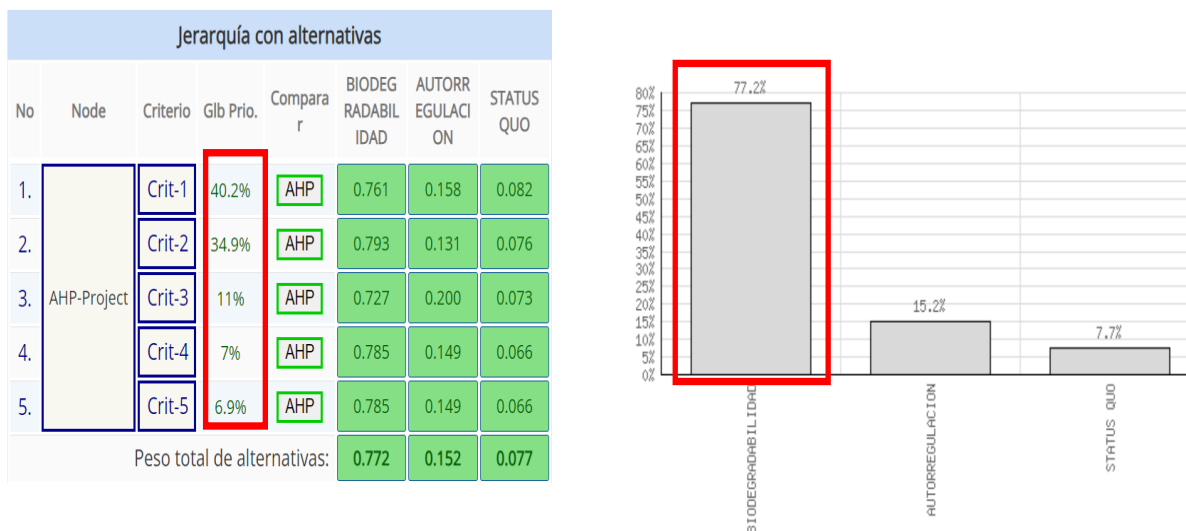 Jerarquía con alternativas
No Node Criterio Glb Prio. Compara
r BIODEG
RADABIL
IDAD AUTORR
EGULACI
ON STATUS
QUO
1. AHP-Project Crit-1 40.2% AHP 0.761 0.158 0.082
2. Crit-2 34.9% AHP 0.793 0.131 0.076
3. Crit-3 11% AHP 0.727 0.200 0.073
4. Crit-4 7% AHP 0.785 0.149 0.066
5. Crit-5 6.9% AHP 0.785 0.149 0.066
Peso total de alternativas: 0.772 0.152 0.077
80%
75%
70%
65%
60%
55%
50%
45%
40%
35%
30%
25%
20%
15%
10%
5%
0%
77.2%
15.2%
7.7%
BIODEGRADABILIDAD
AUTORREGULACION
STATUS QUO